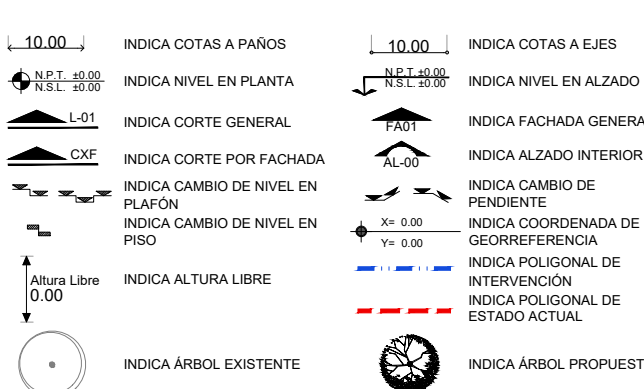 10.00 INDICA COTAS A PAÑOS
N.P.T. ±0.00
N.S.L. ±0.00
INDICA NIVEL EN PLANTA
L-01 INDICA CORTE GENERAL
CXF INDICA CORTE POR FACHADA
INDICA CAMBIO DE NIVEL EN
PLAFÓN
INDICA CAMBIO DE NIVEL EN
PISO
Altura Libre
0.00
INDICA ALTURA LIBRE
INDICA ÁRBOL EXISTENTE
10.00 INDICA COTAS A EJES
N.P.T. ±0.00
N.S.L. ±0.00
INDICA NIVEL EN ALZADO
FA01 INDICA FACHADA GENERA
AL-00 INDICA ALZADO INTERIOR
INDICA CAMBIO DE
PENDIENTE
X= 0.00
Y= 0.00
INDICA COORDENADA DE
GEORREFERENCIA
INDICA POLIGONAL DE
INTERVENCIÓN
INDICA POLIGONAL DE
ESTADO ACTUAL
INDICA ÁRBOL PROPUEST